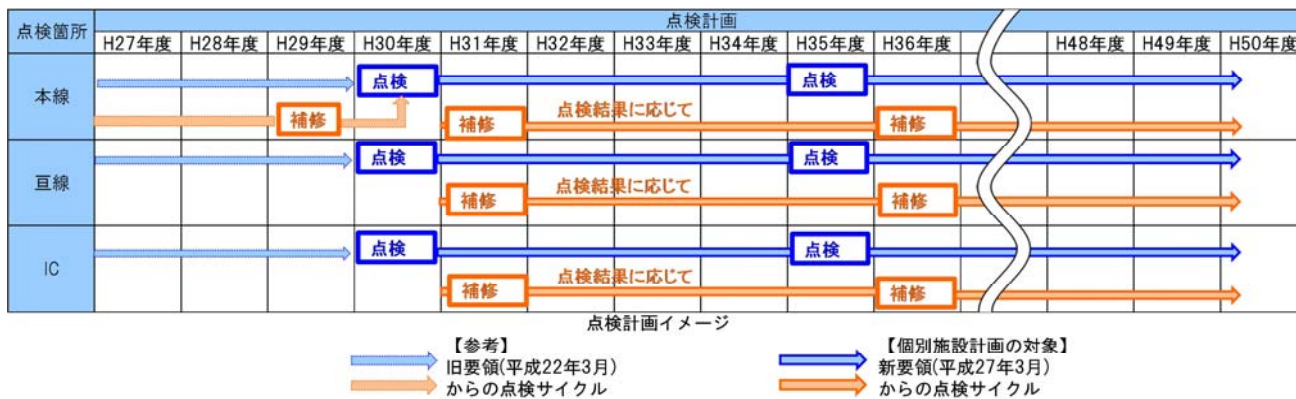 点検箇所
点検計画
H27年度 H28年度 H29年度 H30年度 H31年度 H32年度 H33年度 H34年度 H35年度 H36年度 H48年度 H49年度 H50年度
本線
点検 点検
補修 補修 点検結果に応じて 補修
亘線
点検 点検
補修 点検結果に応じて 補修
IC
点検 点検
補修 点検結果に応じて 補修
点検計画イメージ
【参考】
旧要領(平成22年3月)
からの点検サイクル
【個別施設計画の対象】
新要領(平成27年3月)
からの点検サイクル